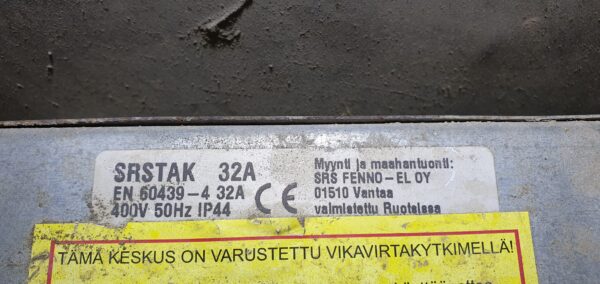 SRSTAK 32A
EN 60439-4 32A
400V 50Hz IP44
CE
Myynti ja maahantuonti:
SRS FENNO-EL OY
01510 Vantaa
valmistettu Ruotsissa
TÄMÄ KESKUS ON VARUSTETTU VIKAVIRTAKYTKIMELLÄ!